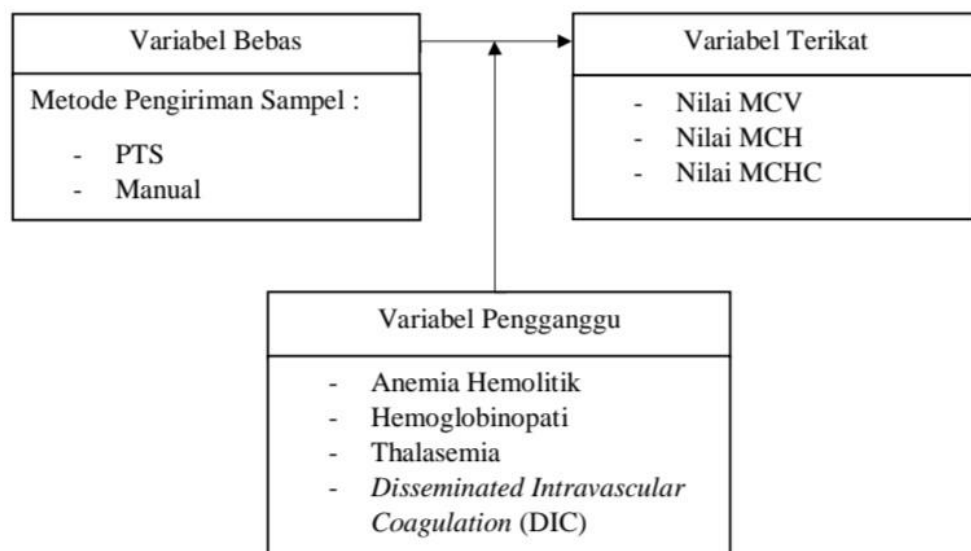 Variabel Bebas
Metode Pengiriman Sampel :
- PTS
- Manual
Variabel Terikat
- Nilai MCV
- Nilai MCH
- Nilai MCHC
Variabel Pengganggu
- Anemia Hemolitik
- Hemoglobinopati
- Thalasemia
- Disseminated Intravascular
Coagulation (DIC)